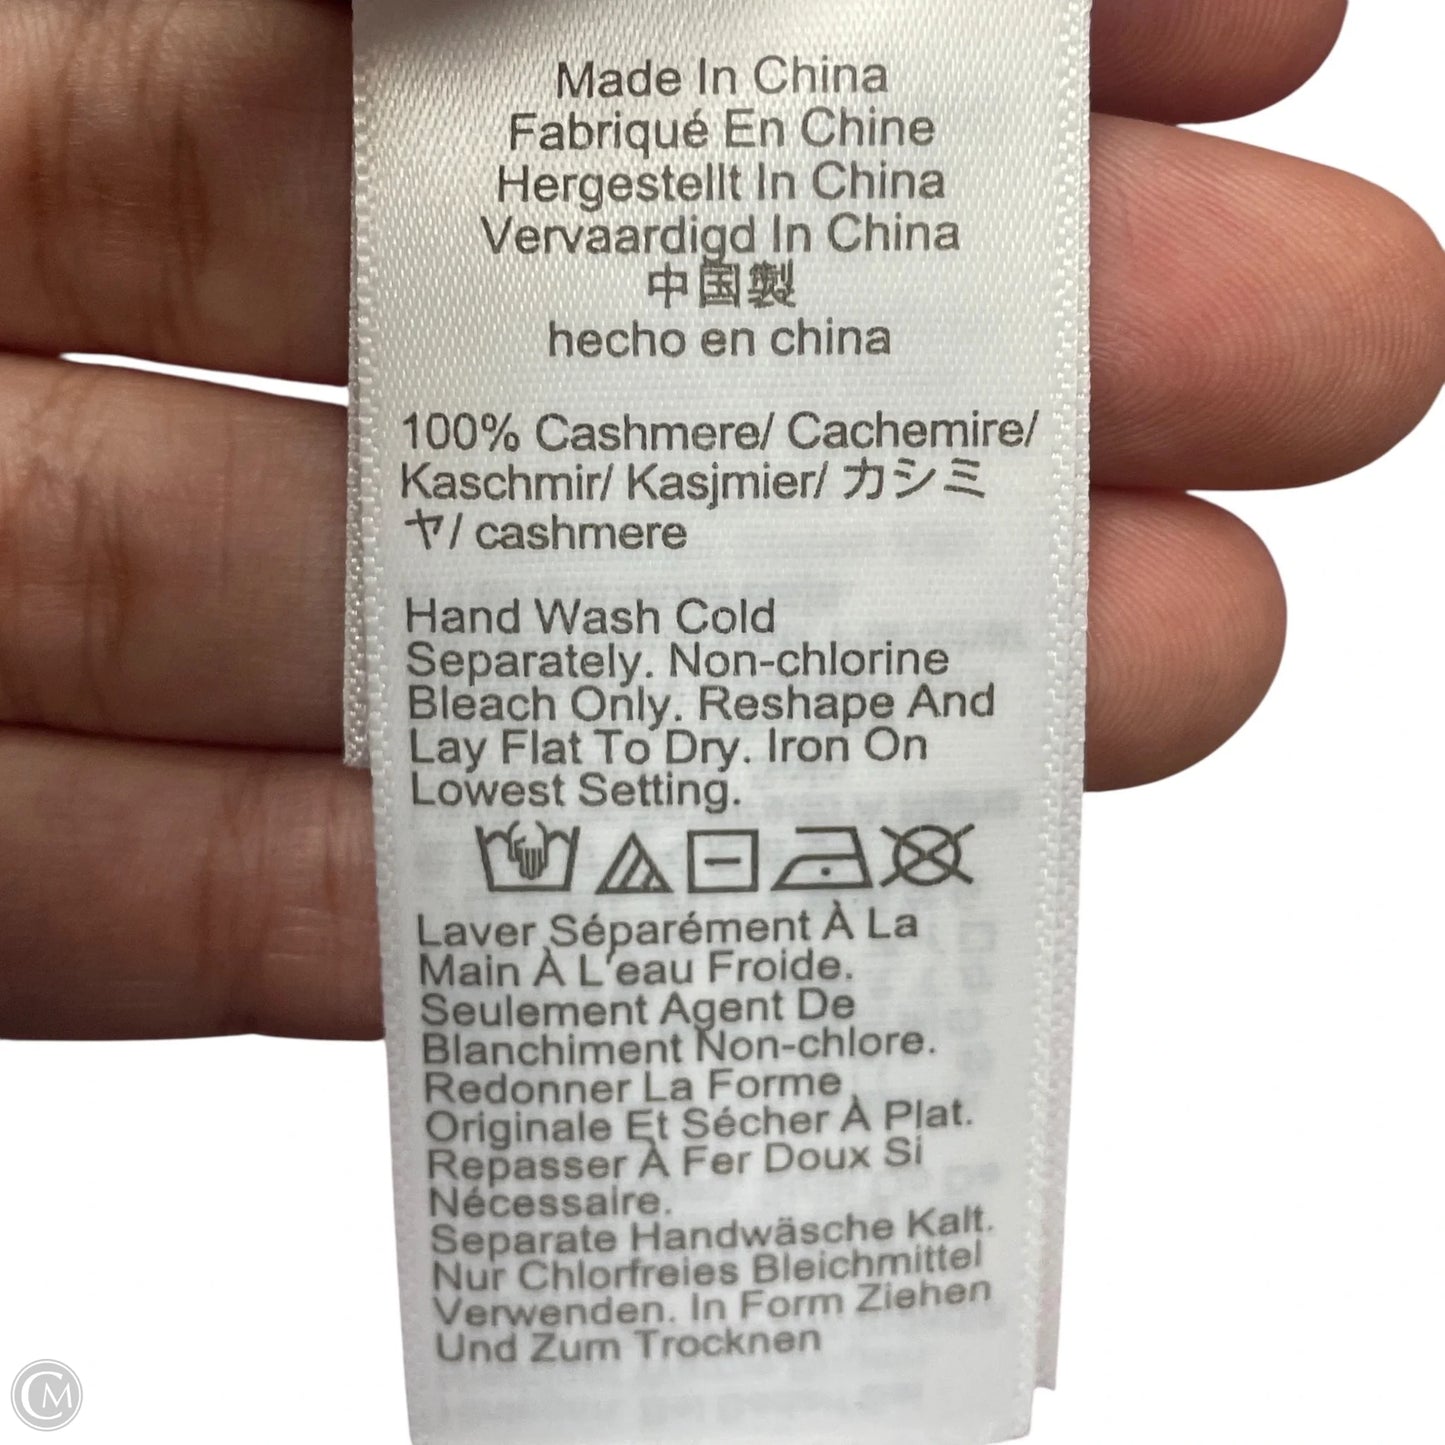 Made In China
Fabriqué En Chine
Hergestellt In China
Vervaardigd In China
中国製
hecho en china
100% Cashmere/ Cachemire/
Kaschmir/ Kasjmier/ カシミ
ヤ/ cashmere
Hand Wash Cold
Separately. Non-chlorine
Bleach Only. Reshape And
Lay Flat To Dry. Iron On
Lowest Setting.
Laver Séparément À La
Main À L'eau Froide.
Seulement Agent De
Blanchiment Non-chlore.
Redonner La Forme
Originale Et Sécher À Plat.
Repasser À Fer Doux Si
Nécessaire.
Separate Handwäsche Kalt.
Nur Chlorfreies Bleichmittel
Verwenden. In Form Ziehen
Und Zum Trocknen
CM